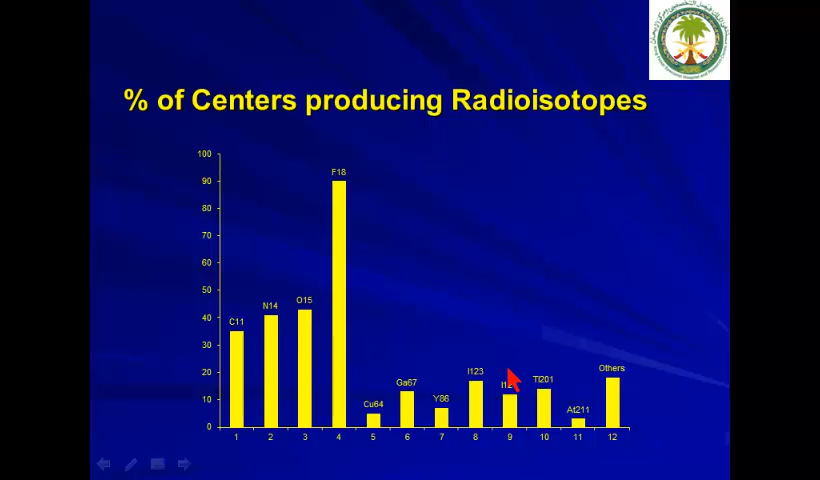 % of Centers producing Radioisotopes
100
90
80
70
60
50
40
30
20
10
0
C11
N14
O15
F18
Cu64
Ga67
Y86
I123
Tl201
At211
Others
1 2 3 4 5 6 7 8 9 10 11 12